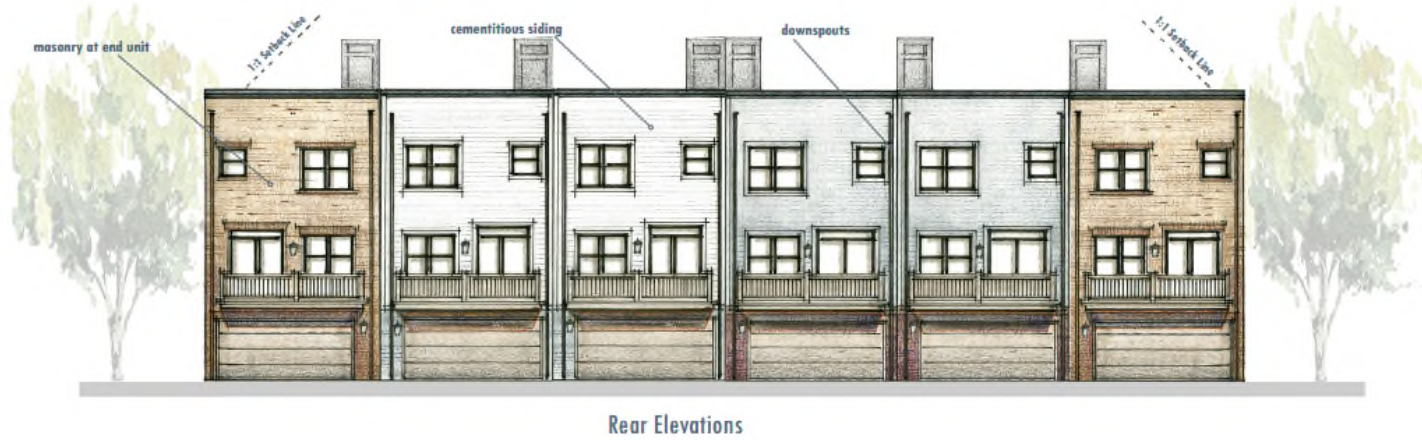 1:1 Setback Line
masonry at end unit
cementitious siding
downspouts
1:1 Setback Line
Rear Elevations